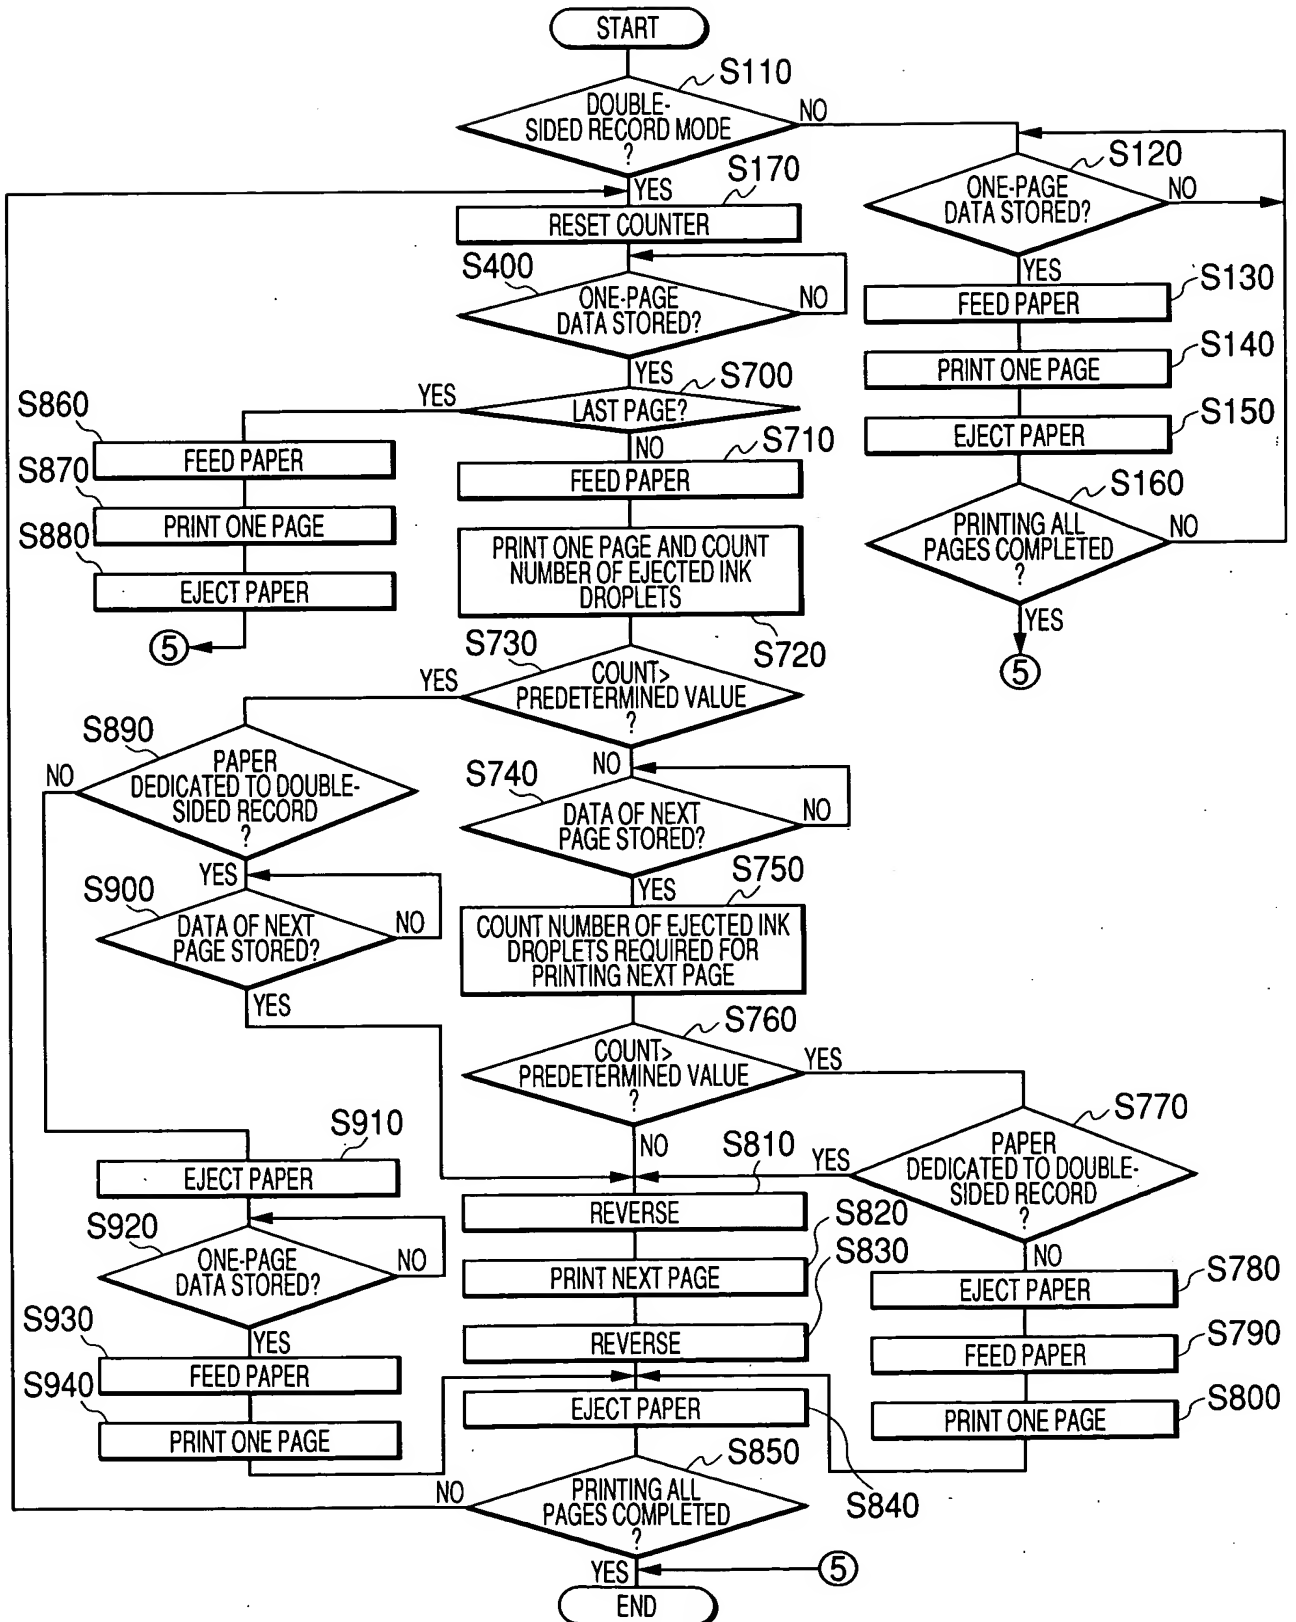 START
S110
DOUBLE-
SIDED RECORD MODE
?
NO
YES
S120
ONE-PAGE
DATA STORED?
NO
YES
S130
FEED PAPER
S140
PRINT ONE PAGE
S150
EJECT PAPER
S160
PRINTING ALL
PAGES COMPLETED
?
NO
YES
5
S170
RESET COUNTER
S400
ONE-PAGE
DATA STORED?
NO
YES
S700
LAST PAGE?
YES
NO
S860
FEED PAPER
S870
PRINT ONE PAGE
S880
EJECT PAPER
5
S710
FEED PAPER
PRINT ONE PAGE AND COUNT
NUMBER OF EJECTED INK
DROPLETS
S720
S730
COUNT>
PREDETERMINED VALUE
?
YES
NO
S890
PAPER
DEDICATED TO DOUBLE-
SIDED RECORD
?
NO
YES
S900
DATA OF NEXT
PAGE STORED?
NO
YES
S740
DATA OF NEXT
PAGE STORED?
NO
YES
S750
COUNT NUMBER OF EJECTED INK
DROPLETS REQUIRED FOR
PRINTING NEXT PAGE
S760
COUNT>
PREDETERMINED VALUE
?
YES
NO
S770
PAPER
DEDICATED TO DOUBLE-
SIDED RECORD
?
YES
NO
S780
EJECT PAPER
S790
FEED PAPER
S800
PRINT ONE PAGE
S910
EJECT PAPER
S920
ONE-PAGE
DATA STORED?
NO
YES
S930
FEED PAPER
S940
PRINT ONE PAGE
S810
REVERSE
S820
PRINT NEXT PAGE
S830
REVERSE
EJECT PAPER
S840
S850
PRINTING ALL
PAGES COMPLETED
?
NO
YES
5
END